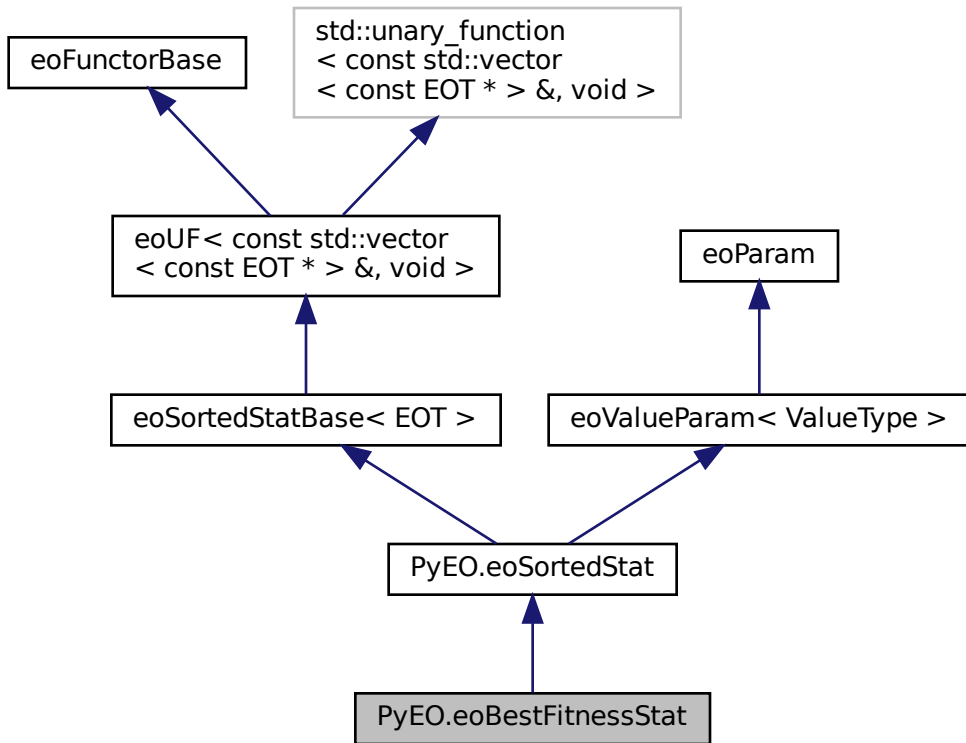 std::unary_function
< const std::vector
< const EOT * > &, void >
eoFunctorBase
eoUF< const std::vector
< const EOT * > &, void >
eoParam
eoSortedStatBase< EOT >
eoValueParam< ValueType >
PyEO.eoSortedStat
PyEO.eoBestFitnessStat